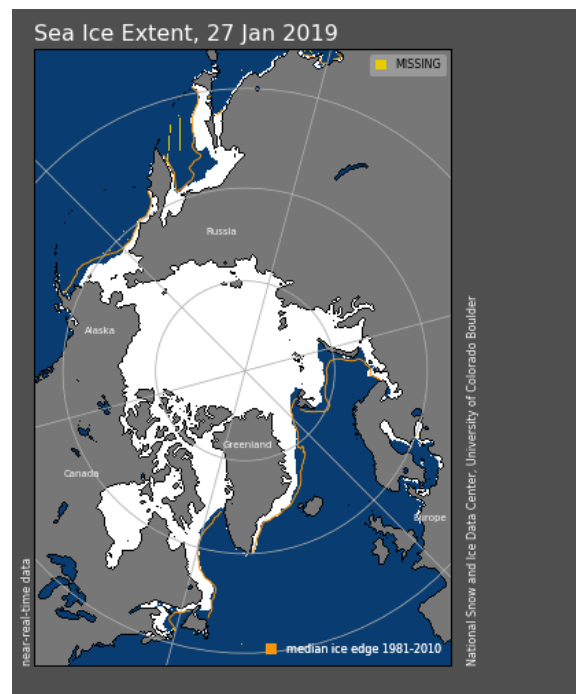 Sea Ice Extent, 27 Jan 2019
MISSING
Russia
Alaska
Greenland
Canada
Europe
near-real-time data
median ice edge 1981-2010
National Snow and Ice Data Center, University of Colorado Boulder